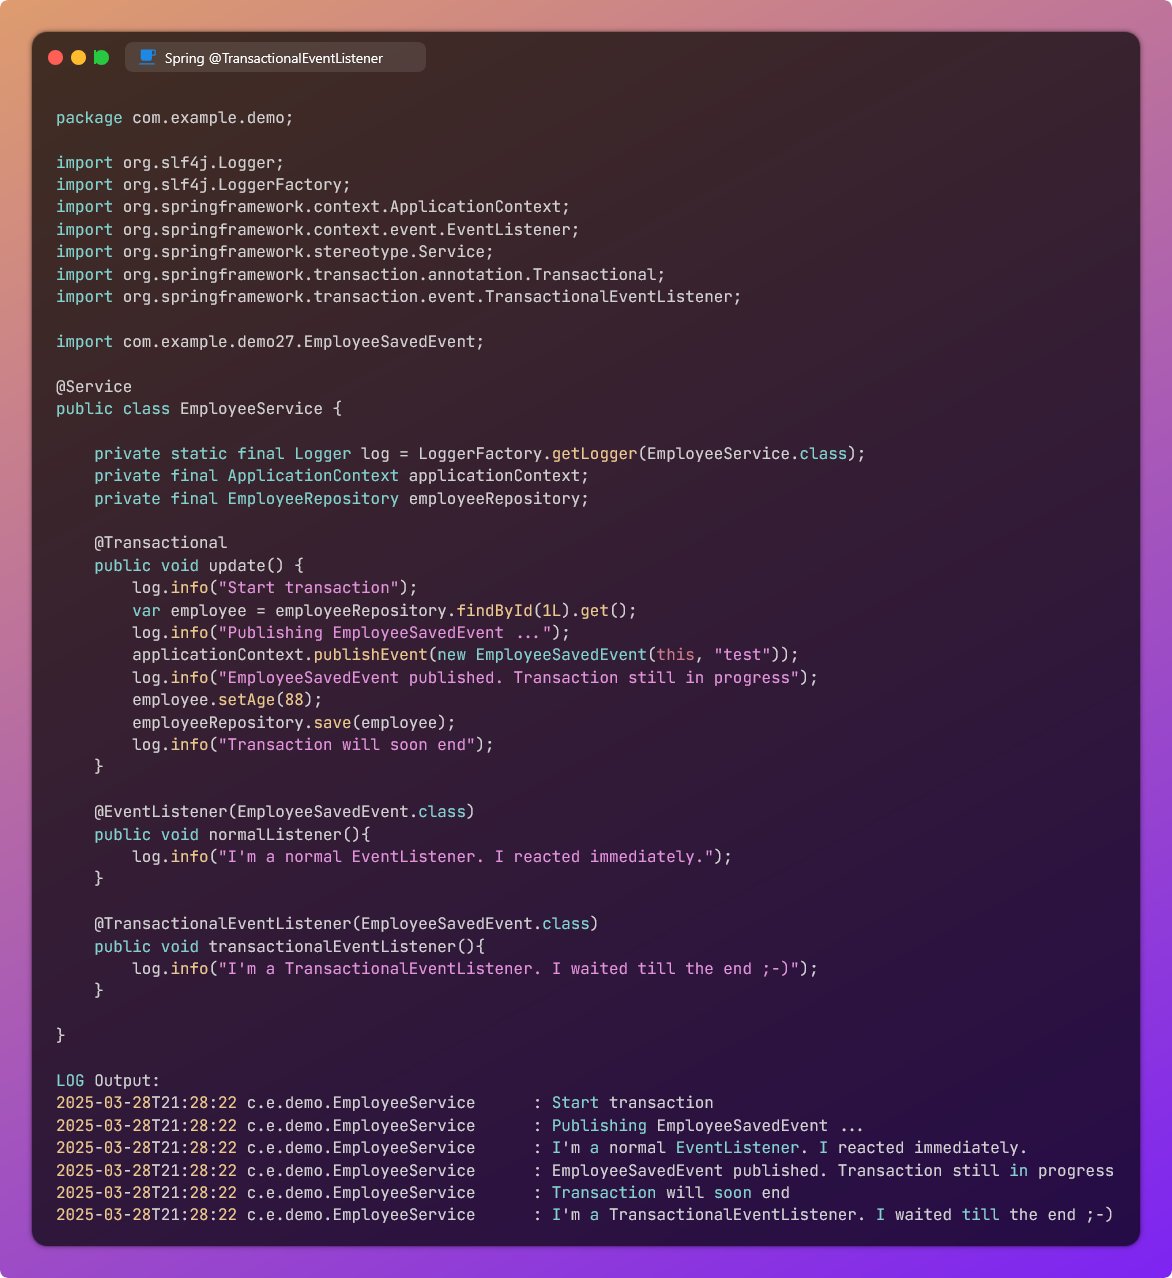 Spring @TransactionalEventListener
package com.example.demo;
import org.slf4j.Logger;
import org.slf4j.LoggerFactory;
import org.springframework.context.ApplicationContext;
import org.springframework.context.event.EventListener;
import org.springframework.stereotype.Service;
import org.springframework.transaction.annotation.Transactional;
import org.springframework.transaction.event.TransactionalEventListener;
import com.example.demo27.EmployeeSavedEvent;
@Service
public class EmployeeService {
    private static final Logger log = LoggerFactory.getLogger(EmployeeService.class);
    private final ApplicationContext applicationContext;
    private final EmployeeRepository employeeRepository;
    @Transactional
    public void update() {
        log.info("Start transaction");
        var employee = employeeRepository.findById(1L).get();
        log.info("Publishing EmployeeSavedEvent ...");
        applicationContext.publishEvent(new EmployeeSavedEvent(this, "test"));
        log.info("EmployeeSavedEvent published. Transaction still in progress");
        employee.setAge(88);
        employeeRepository.save(employee);
        log.info("Transaction will soon end");
    }
    @EventListener(EmployeeSavedEvent.class)
    public void normalListener(){
        log.info("I'm a normal EventListener. I reacted immediately.");
    }
    @TransactionalEventListener(EmployeeSavedEvent.class)
    public void transactionalEventListener(){
        log.info("I'm a TransactionalEventListener. I waited till the end ;-)");
    }
}
LOG Output:
2025-03-28T21:28:22 c.e.demo.EmployeeService      : Start transaction
2025-03-28T21:28:22 c.e.demo.EmployeeService      : Publishing EmployeeSavedEvent ...
2025-03-28T21:28:22 c.e.demo.EmployeeService      : I'm a normal EventListener. I reacted immediately.
2025-03-28T21:28:22 c.e.demo.EmployeeService      : EmployeeSavedEvent published. Transaction still in progress
2025-03-28T21:28:22 c.e.demo.EmployeeService      : Transaction will soon end
2025-03-28T21:28:22 c.e.demo.EmployeeService      : I'm a TransactionalEventListener. I waited till the end ;-)